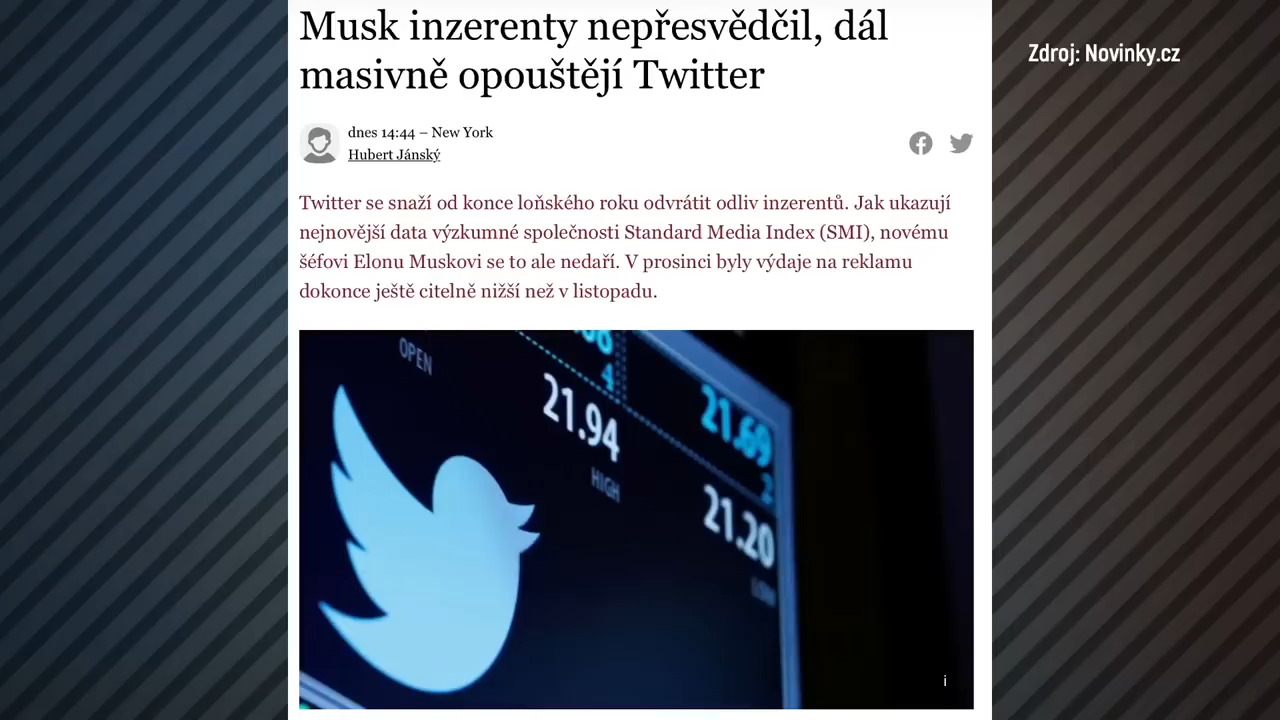 Musk inzerenty nepřesvědčil, dál
masivně opouštějí Twitter
Zdroj: Novinky.cz
dnes 14:44 – New York
Hubert Jánský
Twitter se snaží od konce loňského roku odvrátit odliv inzerentů. Jak ukazují
nejnovější data výzkumné společnosti Standard Media Index (SMI), novému
šéfovi Elonu Muskovi se to ale nedaří. V prosinci byly výdaje na reklamu
dokonce ještě citelně nižší než v listopadu.
OPEN
4
21.94
HIGH
21.69
2
21.20
LOW
i